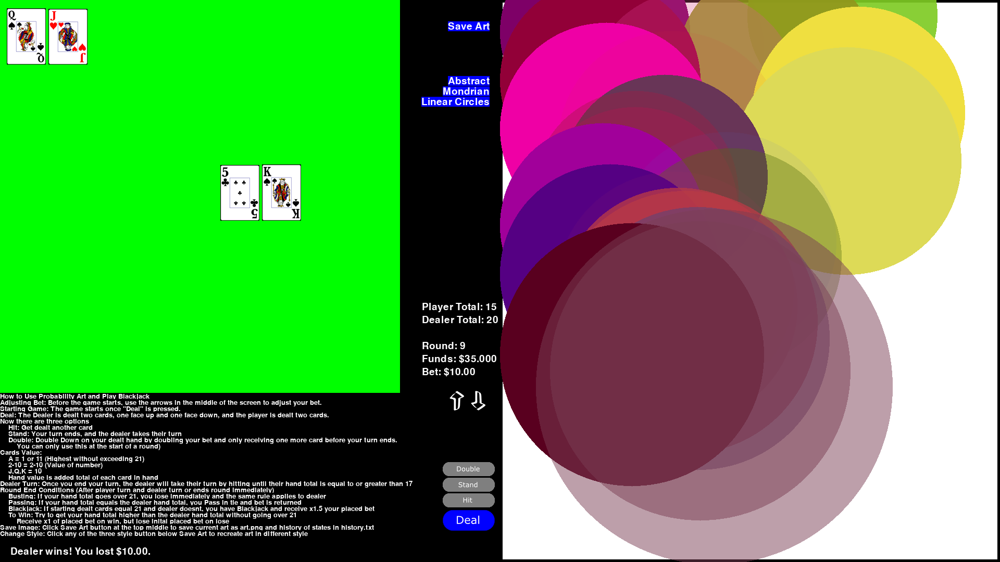 Q
J
Q
J
5
K
5
K
Save Art
Abstract
Mondrian
Linear Circles
Player Total: 15
Dealer Total: 20
Round: 9
Funds: $35.000
Bet: $10.00
Double
Stand
Hit
Deal
How to Use Probability Art and Play Blackjack
Adjusting Bet: Before the game starts, use the arrows in the middle of the screen to adjust your bet.
Starting Game: The game starts once "Deal" is pressed.
Deal: The Dealer is dealt two cards, one face up and one face down, and the player is dealt two cards.
Now there are three options
Hit: Get dealt another card
Stand: Your turn ends, and the dealer takes their turn
Double: Double Down on your dealt hand by doubling your bet and only receiving one more card before your turn ends.
You can only use this at the start of a round)
Cards Value:
A = 1 or 11 (Highest without exceeding 21)
2-10 = 2-10 (Value of number)
J,Q,K = 10
Hand value is added total of each card in hand
Dealer Turn: Once you end your turn, the dealer will take their turn by hitting until their hand total is equal to or greater than 17
Round End Conditions (After player turn and dealer turn or ends round immediately)
Busting: If your hand total goes over 21, you lose immediately and the same rule applies to dealer
Passing: If your hand total equals the dealer hand total, you Pass in tie and bet is returned
Blackjack: If starting dealt cards equal 21 and dealer doesnt, you have Blackjack and receive x1.5 your placed bet
To Win: Try to get your hand total higher than the dealer hand total without going over 21
Receive x1 of placed bet on win, but lose inital placed bet on lose
Save Image: Click Save Art button at the top middle to save current art as art.png and history of states in history.txt
Change Style: Click any of the three style button below Save Art to recreate art in different style
Dealer wins! You lost $10.00.